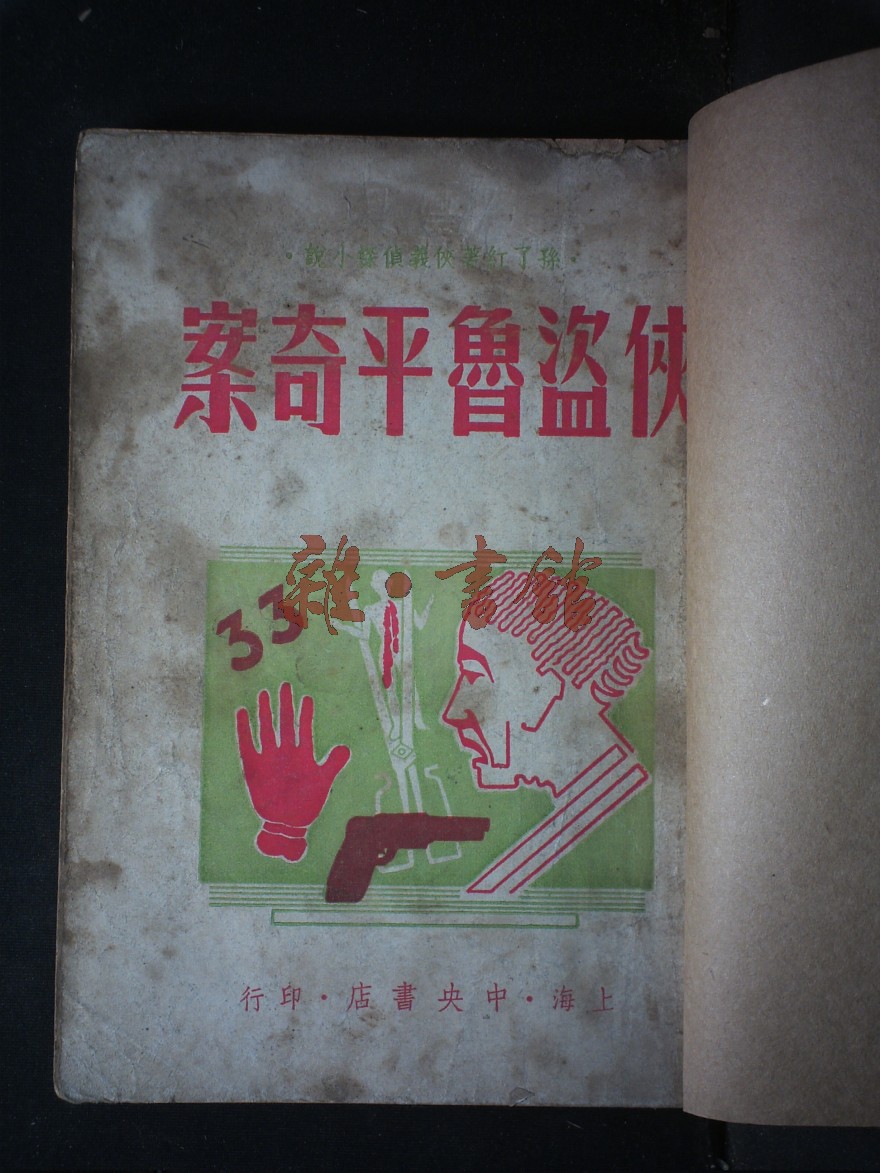 ·孫了紅著俠義偵探小說·
俠盜魯平奇案
雜·書館
33
上海·中央書店·印行